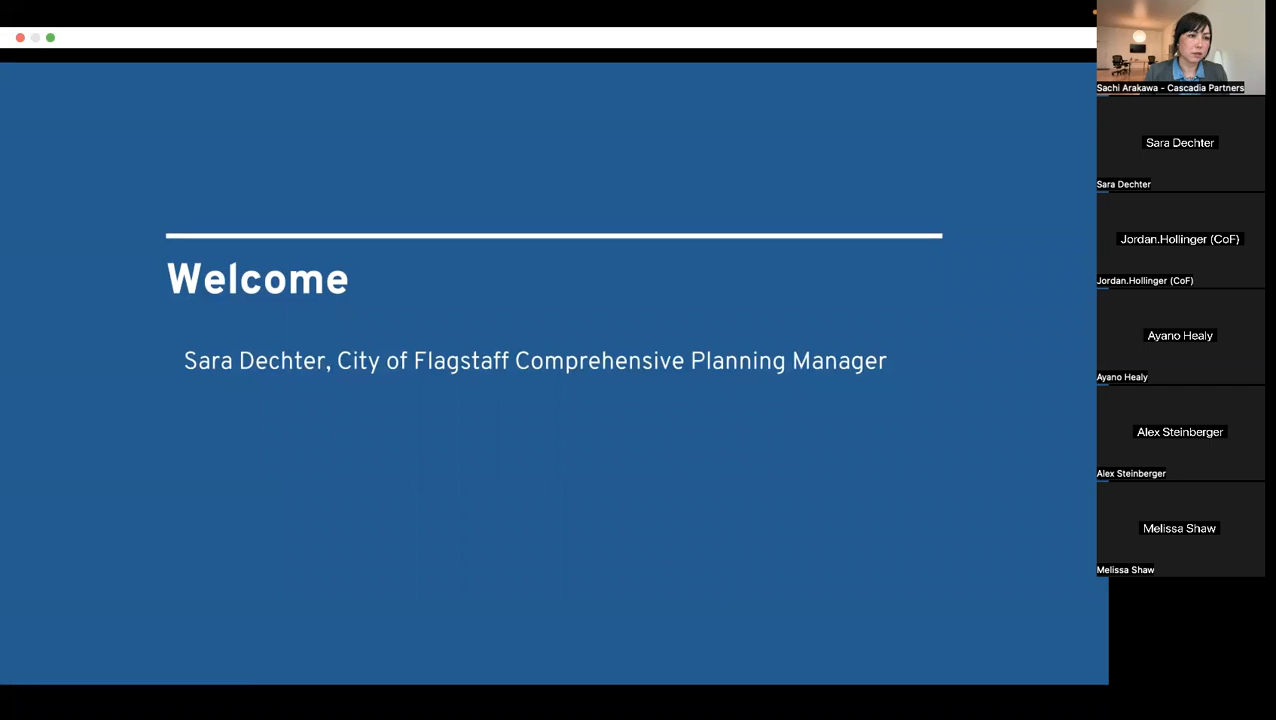 Welcome
Sara Dechter, City of Flagstaff Comprehensive Planning Manager
Sachi Arakawa - Cascadia Partners
Sara Dechter
Sara Dechter
Jordan.Hollinger (CoF)
Jordan.Hollinger (CoF)
Ayano Healy
Ayano Healy
Alex Steinberger
Alex Steinberger
Melissa Shaw
Melissa Shaw